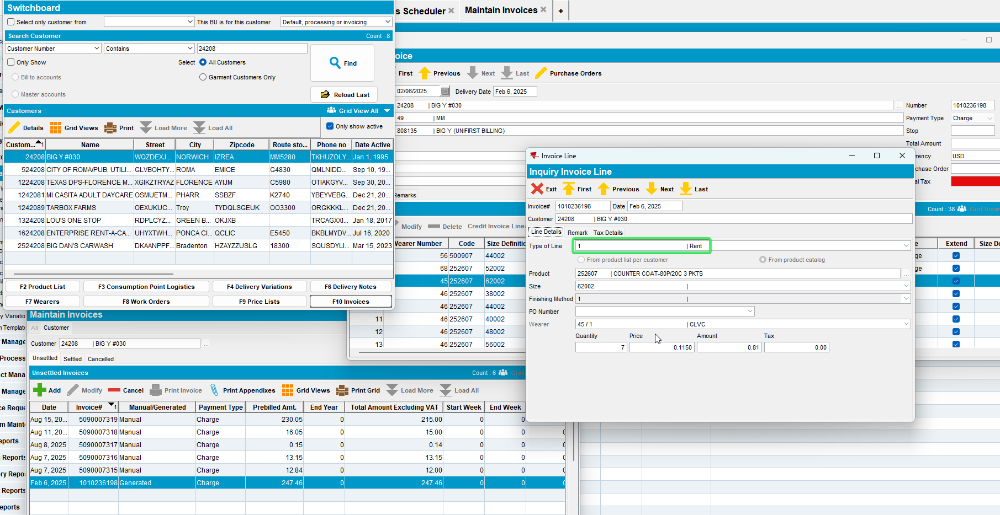 Switchboard
Select only customer from
This BU is for this customer
Default, processing or invoicing
Search Customer
Count : 8
Customer Number
Contains
24208
Only Show
Select
All Customers
Find
Bill to accounts
Garment Customers Only
Master accounts
Reload Last
Customers
Grid View All
Details
Grid Views
Print
Load More
Load All
Only show active
Custom... 1 Name Street City Zipcode Route sto... Phone no Date Active
24208 BIG Y #030 WQZDEXJ... NORWICH IZREA MM5280 TKHUZOLY... Jan 1, 1995
524208 CITY OF ROMA/PUB. UTILI... GLVBOHTY... ROMA EMICE G4830 QMLNIDD... Sep 10, 19...
1224208 TEXAS DPS-FLORENCE M... XGIKZTRYAZ FLORENCE AYIJM C5980 OTIAKGYV... Sep 30, 20...
1242081 MI CASITA ADULT DAYCARE OSMUETM... PHARR SSBZF K2740 YBEYVEBG... Dec 21, 20...
1242089 TARBOX FARMS OEXUKUC... Troy TYDQLSGEUK OO3300 ORGKKKL... Dec 21, 20...
1324208 LOU'S ONE STOP RDPLCYZ... GREEN B... OKJXB TRCAGXXI... Jan 18, 2017
1624208 ENTERPRISE RENT-A-CA... UHYXTWH... PONCA CI... QCLIC E5450 BKBLMYDV... Jul 16, 2020
2524208 BIG DAN'S CARWASH DKAANPPF... Bradenton HZAYZZUSLG 18300 SQUSDYLI... Mar 15, 2023
F2 Product List
F3 Consumption Point Logistics
F4 Delivery Variations
F6 Delivery Notes
F7 Wearers
F8 Work Orders
F9 Price Lists
F10 Invoices
s Scheduler
Maintain Invoices
+
oice
First
Previous
Next
Last
Purchase Orders
02/06/2025
Delivery Date
Feb 6, 2025
24208 | BIG Y #030
...
Number
1010236198
49 | MM
Payment Type
Charge
808135 | BIG Y (UNIFIRST BILLING)
Stop
Total Amount
rency
USD
rchase Order
al Tax
Remarks
Count : 38
Grid View
Modify
Delete
Credit Invoice Line
Wearer Number Code Size Definitio
e Extend Size De
56 500907 44002
ge
68 252607 52002
ge
45 252607 62002
46 252607 38002
46 252607 44002
11 46 252607 40002
12 46 252607 48002
13 46 252607 56002
Invoice Line
Inquiry Invoice Line
Exit
First
Previous
Next
Last
Invoice#
1010236198
Date
Feb 6, 2025
Customer
24208 | BIG Y #030
Line Details
Remark
Tax Details
Type of Line
1 | Rent
From product list per customer
From product catalog
Product
252607 | COUNTER COAT-80P/20C 3 PKTS
...
Size
62002 |
Finishing Method
1 |
PO Number
Wearer
45 / 1 | CLVC
Quantity Price Amount Tax
7 0.1150 0.81 0.00
Maintain Invoices
All
Customer
Customer
24208 | BIG Y #030
...
Unsettled
Settled
Cancelled
Unsettled Invoices
Count : 6
Grid
Add
Modify
Cancel
Print Invoice
Print Appendixes
Grid Views
Print Grid
Load More
Load All
Date Invoice# 1 Manual/Generated Payment Type Prebilled Amt. End Year Total Amount Excluding VAT Start Week End Week
Aug 15, 20... 5090007319 Manual Charge 230.05 0 215.00 0 0
Aug 11, 20... 5090007318 Manual Charge 16.05 0 15.00 0 0
Aug 8, 2025 5090007317 Manual Charge 0.15 0 0.14 0 0
Aug 7, 2025 5090007316 Manual Charge 13.15 0 13.15 0 0
Aug 7, 2025 5090007315 Manual Charge 12.84 0 12.00 0 0
Feb 6, 2025 1010236198 Generated Charge 247.46 0 247.46 0 0
y Variatio
m Template
Manage
Process
ct Mana
Manage
ce Reque
m Maint
eports
Reports
ery Repor
Reports
eports